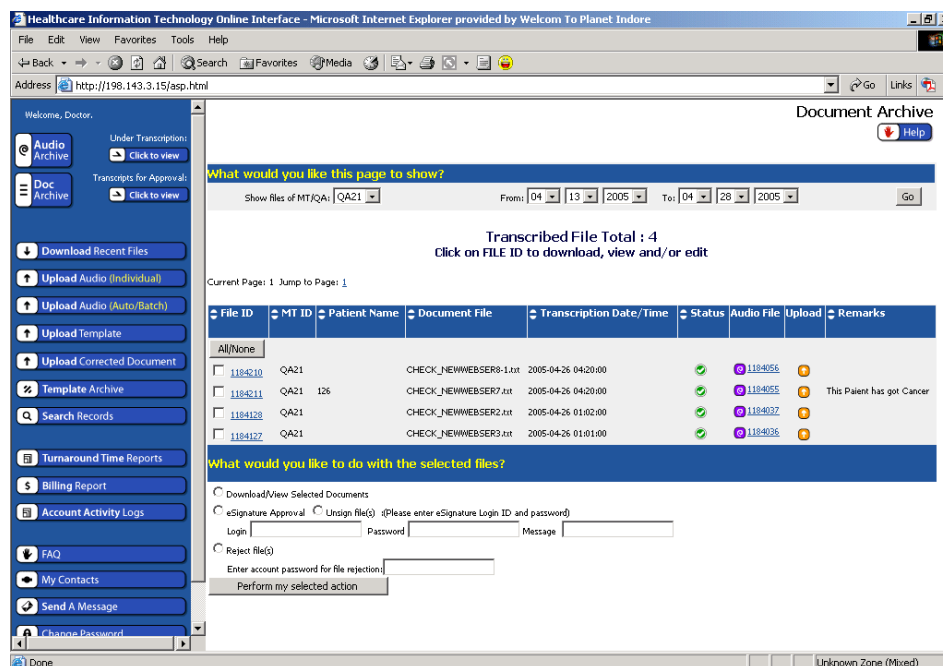 Healthcare Information Technology Online Interface - Microsoft Internet Explorer provided by Welcom To Planet Indore
File Edit View Favorites Tools Help
Back Search Favorites Media
Address http://198.143.3.15/asp.html Go Links
Welcome, Doctor.
Audio Archive
Under Transcription:
Click to view
Doc Archive
Transcripts for Approval:
Click to view
Download Recent Files
Upload Audio (Individual)
Upload Audio (Auto/Batch)
Upload Template
Upload Corrected Document
Template Archive
Search Records
Turnaround Time Reports
Billing Report
Account Activity Logs
FAQ
My Contacts
Send A Message
Change Password
Document Archive
Help
What would you like this page to show?
Show files of MT/QA: QA21 From: 04 13 2005 To: 04 28 2005 Go
Transcribed File Total : 4
Click on FILE ID to download, view and/or edit
Current Page: 1 Jump to Page: 1
File ID MT ID Patient Name Document File Transcription Date/Time Status Audio File Upload Remarks
All/None
1184210 QA21 CHECK_NEWWEBSER8-1.txt 2005-04-26 04:20:00 1184056
1184211 QA21 126 CHECK_NEWWEBSER7.txt 2005-04-26 04:20:00 1184055 This Paient has got Cancer
1184128 QA21 CHECK_NEWWEBSER2.txt 2005-04-26 01:02:00 1184037
1184127 QA21 CHECK_NEWWEBSER3.txt 2005-04-26 01:01:00 1184036
What would you like to do with the selected files?
Download/View Selected Documents
eSignature Approval Unsign file(s) :(Please enter eSignature Login ID and password)
Login Password Message
Reject file(s)
Enter account password for file rejection:
Perform my selected action
Done Unknown Zone (Mixed)